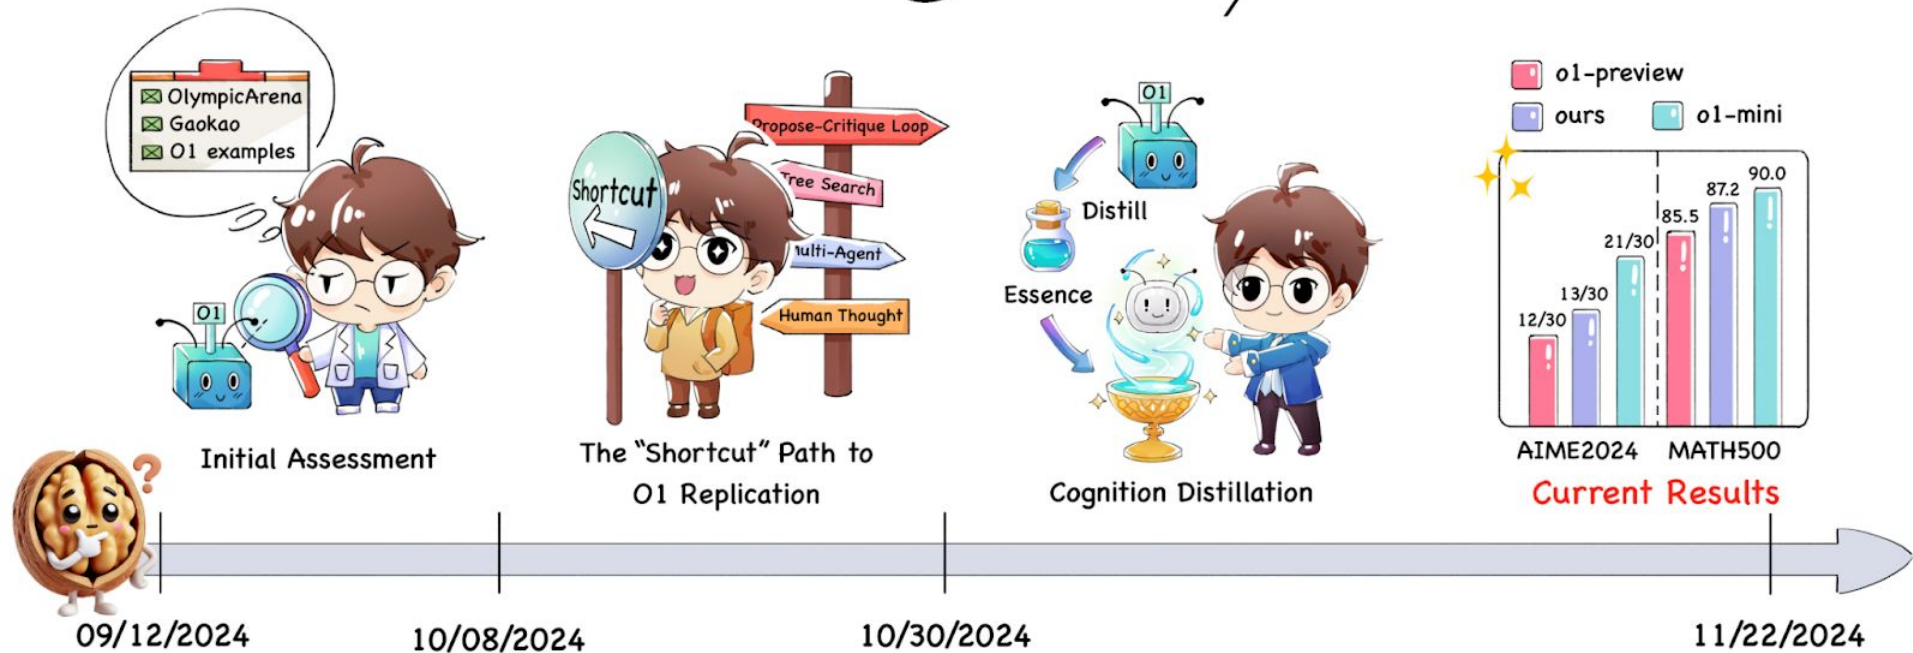 OlympicArena
Gaokao
O1 examples
O1
Initial Assessment
Shortcut
Propose-Critique Loop
Tree Search
Multi-Agent
Human Thought
The “Shortcut” Path to
O1 Replication
O1
Distill
Essence
Cognition Distillation
o1-preview
ours
o1-mini
12/30
13/30
21/30
85.5
87.2
90.0
AIME2024
MATH500
Current Results
?
09/12/2024
10/08/2024
10/30/2024
11/22/2024